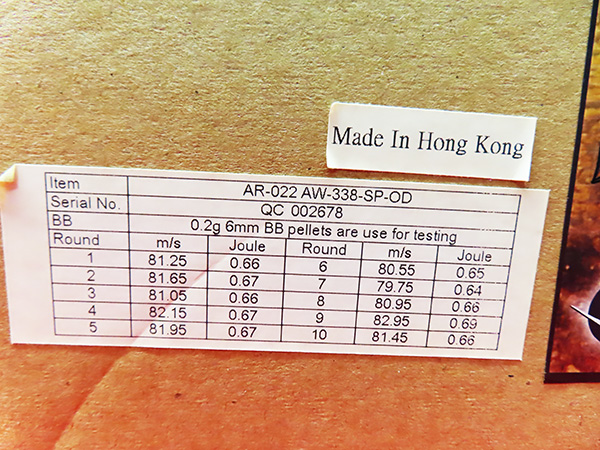 Made In Hong Kong
Item AR-022 AW-338-SP-OD
Serial No. QC 002678
BB 0.2g 6mm BB pellets are use for testing
Round m/s Joule Round m/s Joule
1 81.25 0.66 6 80.55 0.65
2 81.65 0.67 7 79.75 0.64
3 81.05 0.66 8 80.95 0.66
4 82.15 0.67 9 82.95 0.69
5 81.95 0.67 10 81.45 0.66